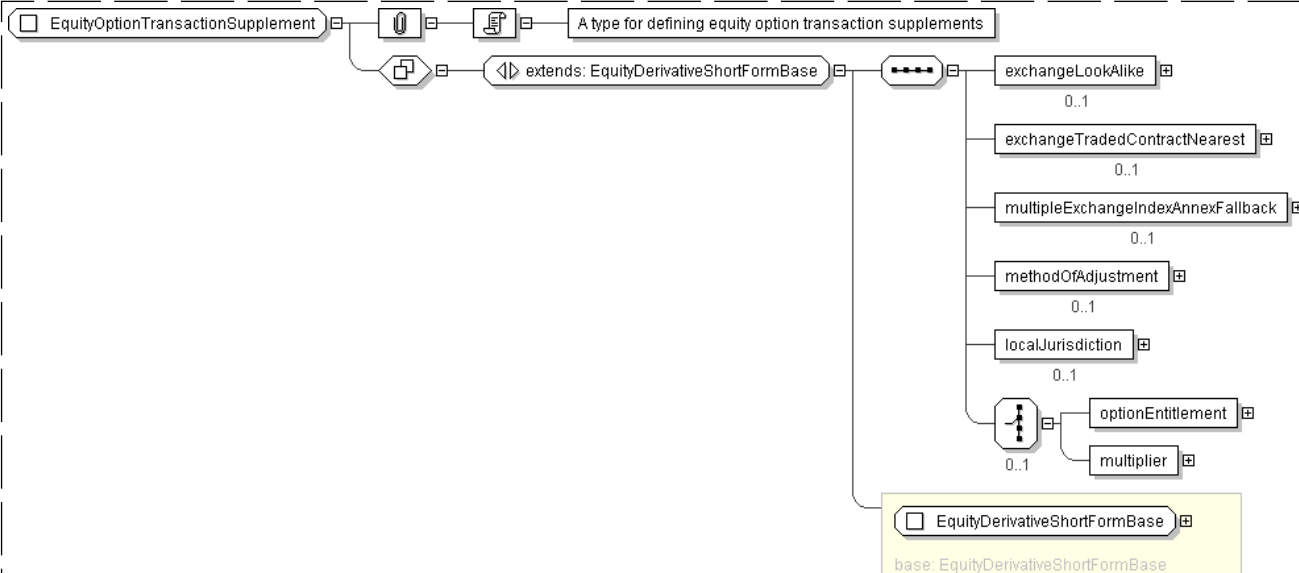 EquityOptionTransactionSupplement
A type for defining equity option transaction supplements
extends: EquityDerivativeShortFormBase
exchangeLookAlike
0..1
exchangeTradedContractNearest
0..1
multipleExchangeIndexAnnexFallback
0..1
methodOfAdjustment
0..1
localJurisdiction
0..1
optionEntitlement
multiplier
0..1
EquityDerivativeShortFormBase
base: EquityDerivativeShortFormBase